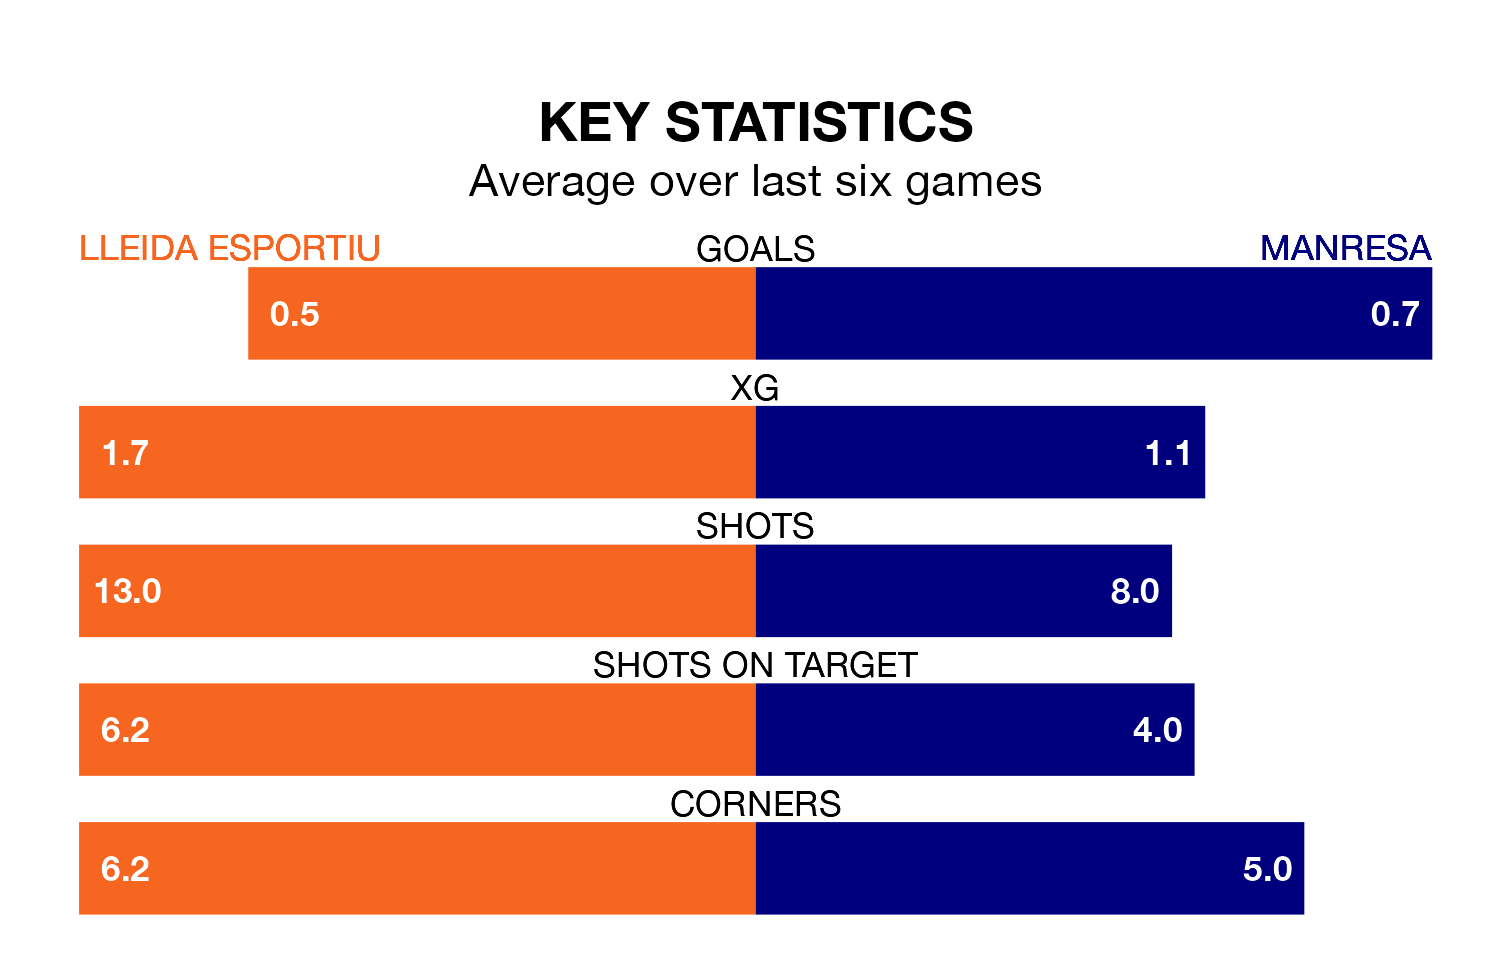 KEY STATISTICS
Average over last six games
LLEIDA ESPORTIU GOALS MANRESA
0.5 0.7
XG
1.7 1.1
SHOTS
13.0 8.0
SHOTS ON TARGET
6.2 4.0
CORNERS
6.2 5.0